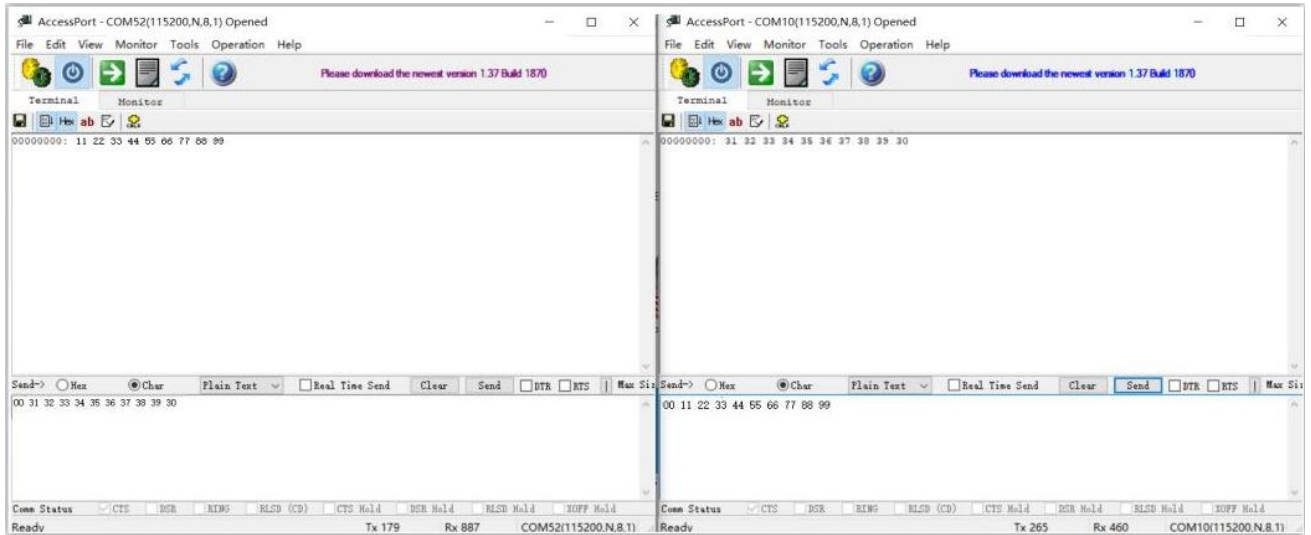 AccessPort - COM52(115200,N,8,1) Opened
File Edit View Monitor Tools Operation Help
Please download the newest version 1.37 Build 1870
Terminal Monitor
Hex ab
00000000: 11 22 33 44 55 66 77 88 99
Send-> Hex Char Plain Text Real Time Send Clear Send DTR RTS | Max Siz
00 31 32 33 34 35 36 37 38 39 30
Comm Status CTS DSR RING RLSD (CD) CTS Hold DSR Hold RLSD Hold XOFF Hold
Ready Tx 179 Rx 887 COM52(115200,N,8,1)
AccessPort - COM10(115200,N,8,1) Opened
File Edit View Monitor Tools Operation Help
Please download the newest version 1.37 Build 1870
Terminal Monitor
Hex ab
00000000: 31 32 33 34 35 36 37 38 39 30
Send-> Hex Char Plain Text Real Time Send Clear Send DTR RTS | Max Siz
00 11 22 33 44 55 66 77 88 99
Comm Status CTS DSR RING RLSD (CD) CTS Hold DSR Hold RLSD Hold XOFF Hold
Ready Tx 265 Rx 460 COM10(115200,N,8,1)